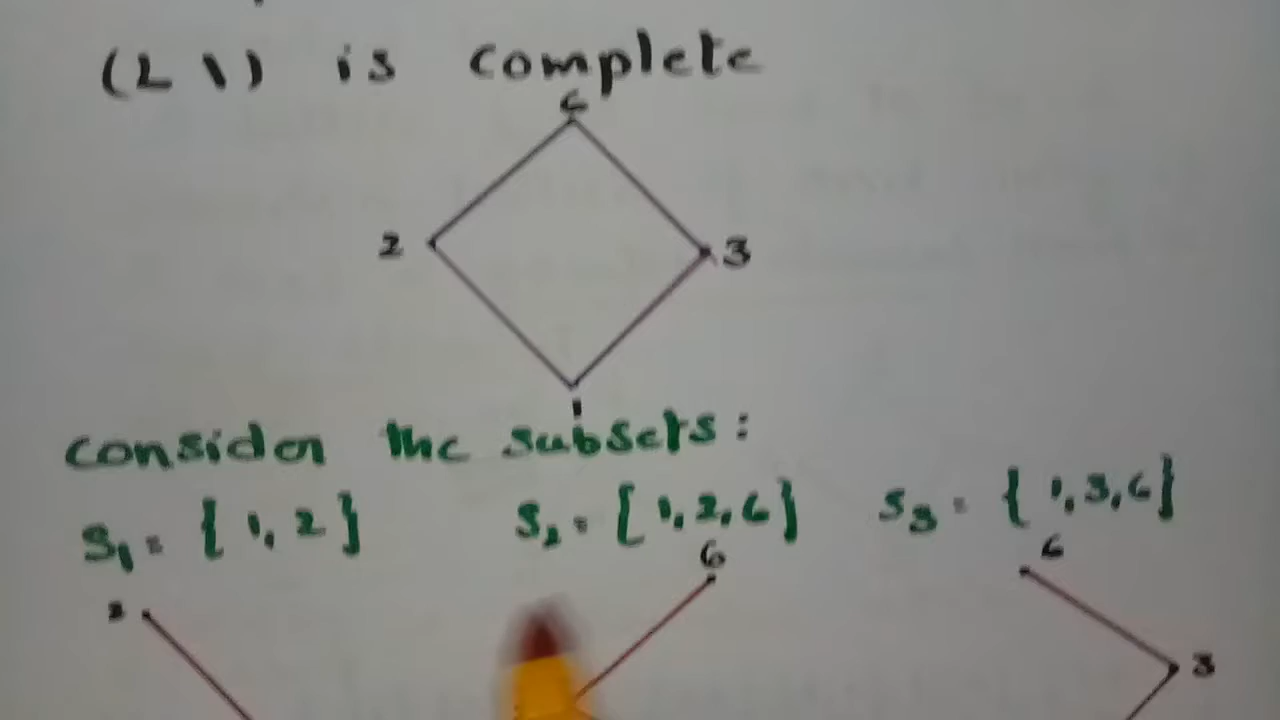 (L \) is complete
6
2 3
1
consider the subsets:
S₁ = { 1, 2 } S₂ = { 1, 2, 6 } S₃ = { 1, 3, 6 }
6 6
2
3